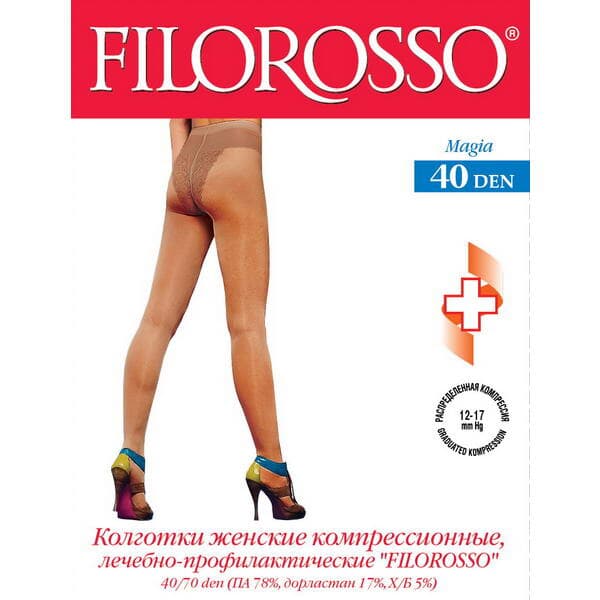 FILOROSSO®
Magia
40 DEN
РАСПРЕДЕЛЕННАЯ КОМПРЕССИЯ
12-17
mm Hg
GRADUATED KOMPRESSION
Колготки женские компрессионные,
лечебно-профилактические "FILOROSSO"
40/70 den (ПА 78%, дорластан 17%, Х/Б 5%)